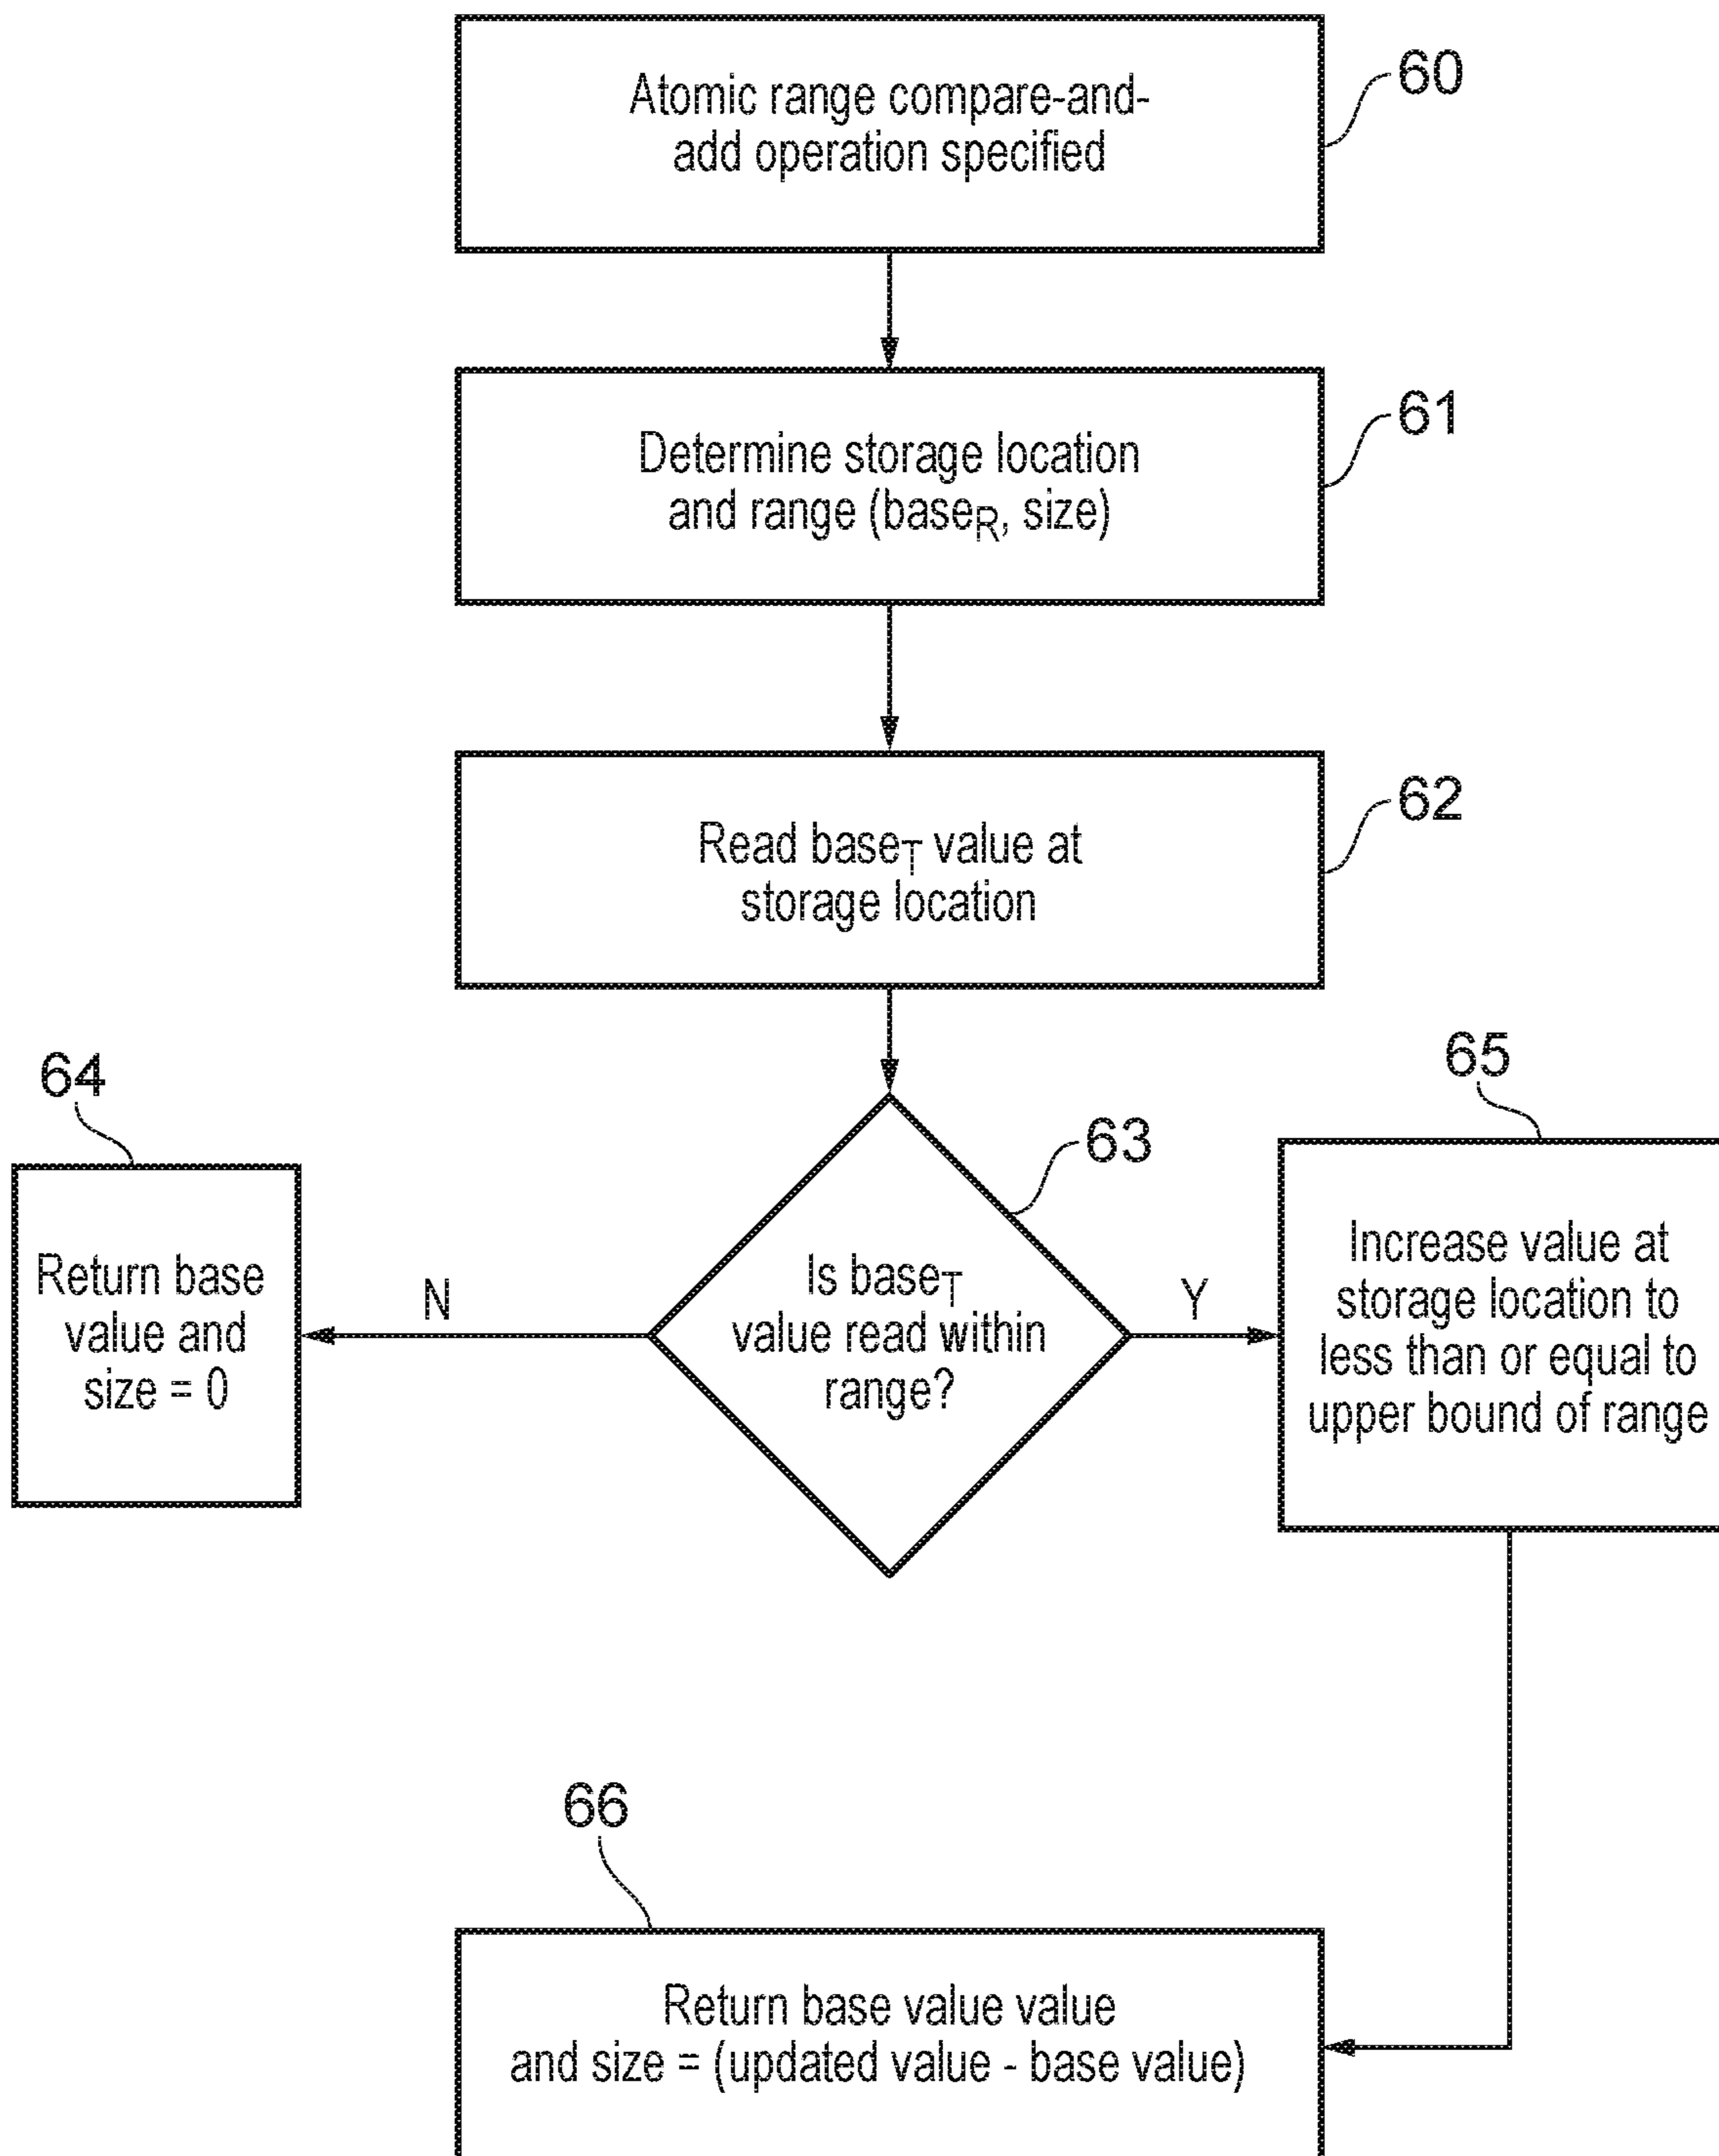 Atomic range compare-and-
add operation specified
60
Determine storage location
and range (baseR, size)
61
Read baseT value at
storage location
62
63
Is baseT
value read within
range?
N
Y
64
Return base
value and
size = 0
65
Increase value at
storage location to
less than or equal to
upper bound of range
66
Return base value value
and size = (updated value - base value)